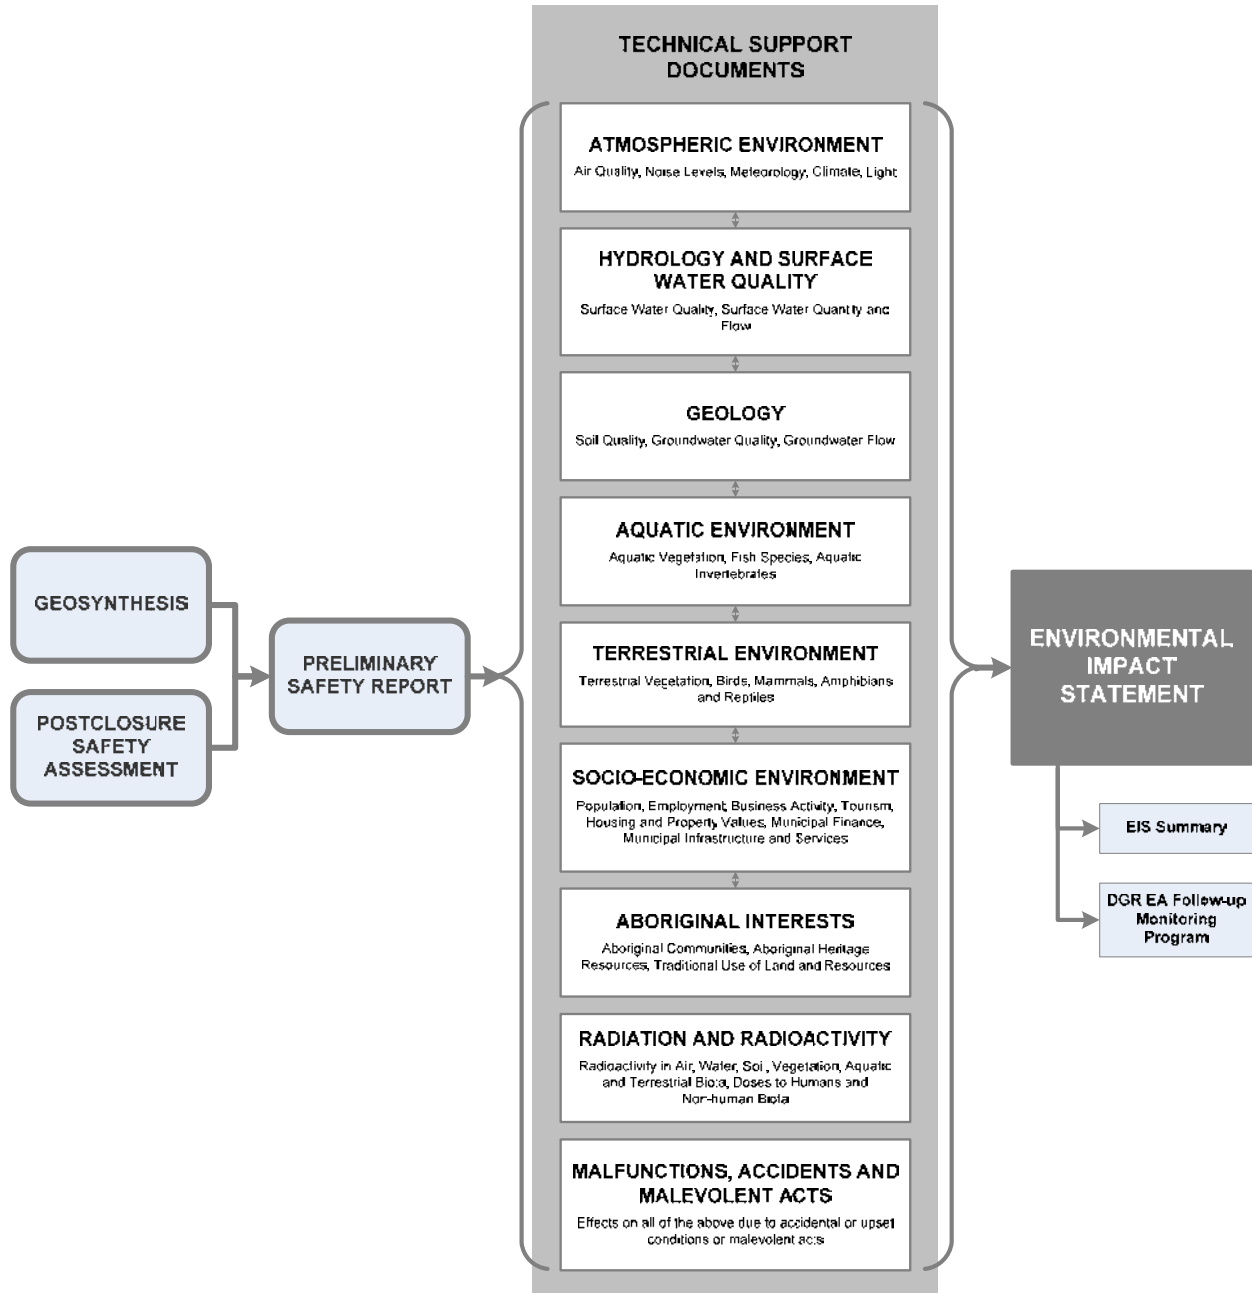 TECHNICAL SUPPORT
DOCUMENTS
ATMOSPHERIC ENVIRONMENT
Air Quality, Noise Levels, Meteorology, Climate, Light
HYDROLOGY AND SURFACE
WATER QUALITY
Surface Water Quality, Surface Water Quantity and
Flow
GEOLOGY
Soil Quality, Groundwater Quality, Groundwater Flow
AQUATIC ENVIRONMENT
Aquatic Vegetation, Fish Species, Aquatic
Invertebrates
GEOSYNTHESIS
POSTCLOSURE
SAFETY
ASSESSMENT
PRELIMINARY
SAFETY REPORT
TERRESTRIAL ENVIRONMENT
Terrestrial Vegetation, Birds, Mammals, Amphibians
and Reptiles
SOCIO-ECONOMIC ENVIRONMENT
Population, Employment, Business Activity, Tourism,
Housing and Property Values, Municipal Finance,
Municipal Infrastructure and Services
ABORIGINAL INTERESTS
Aboriginal Communities, Aboriginal Heritage
Resources, Traditional Use of Land and Resources
RADIATION AND RADIOACTIVITY
Radioactivity in Air, Water, Soil, Vegetation, Aquatic
and Terrestrial Biota, Doses to Humans and
Non-human Biota
MALFUNCTIONS, ACCIDENTS AND
MALEVOLENT ACTS
Effects on all of the above due to accidental or upset
conditions or malevolent acts
ENVIRONMENTAL
IMPACT
STATEMENT
EIS Summary
DGR EA Follow-up
Monitoring
Program